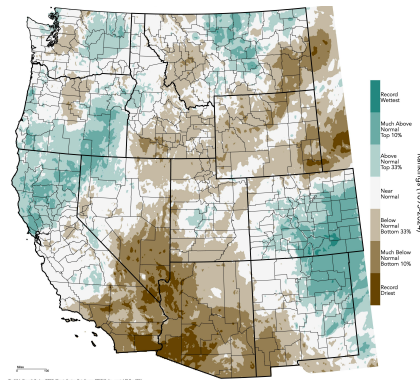 Record
Wettest
Much Above
Normal
Top 10%
Above
Normal
Top 33%
Near
Normal
Below
Normal
Bottom 33%
Much Below
Normal
Bottom 10%
Record
Driest